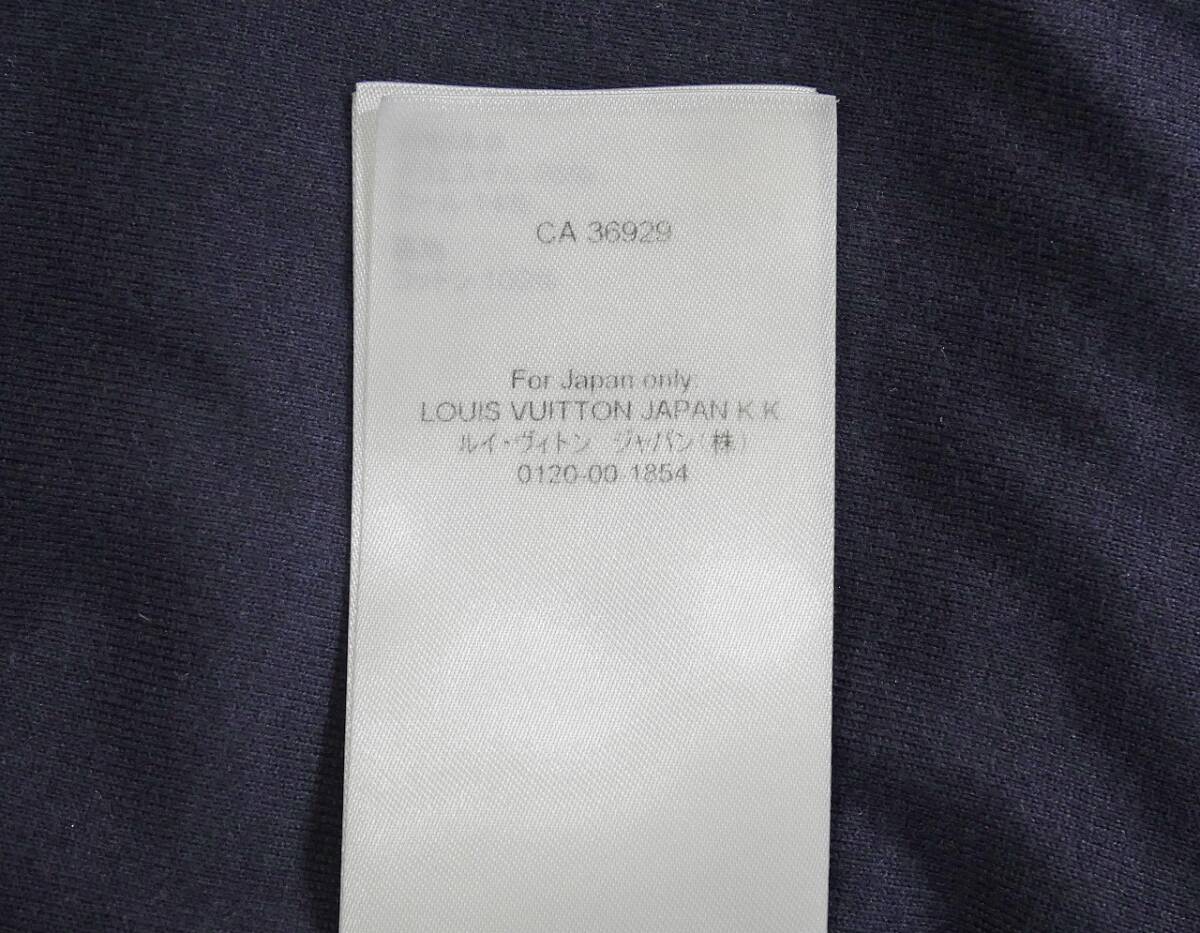 CA 36929
For Japan only:
LOUIS VUITTON JAPAN K.K.
ルイ・ヴィトン ジャパン(株)
0120-00-1854